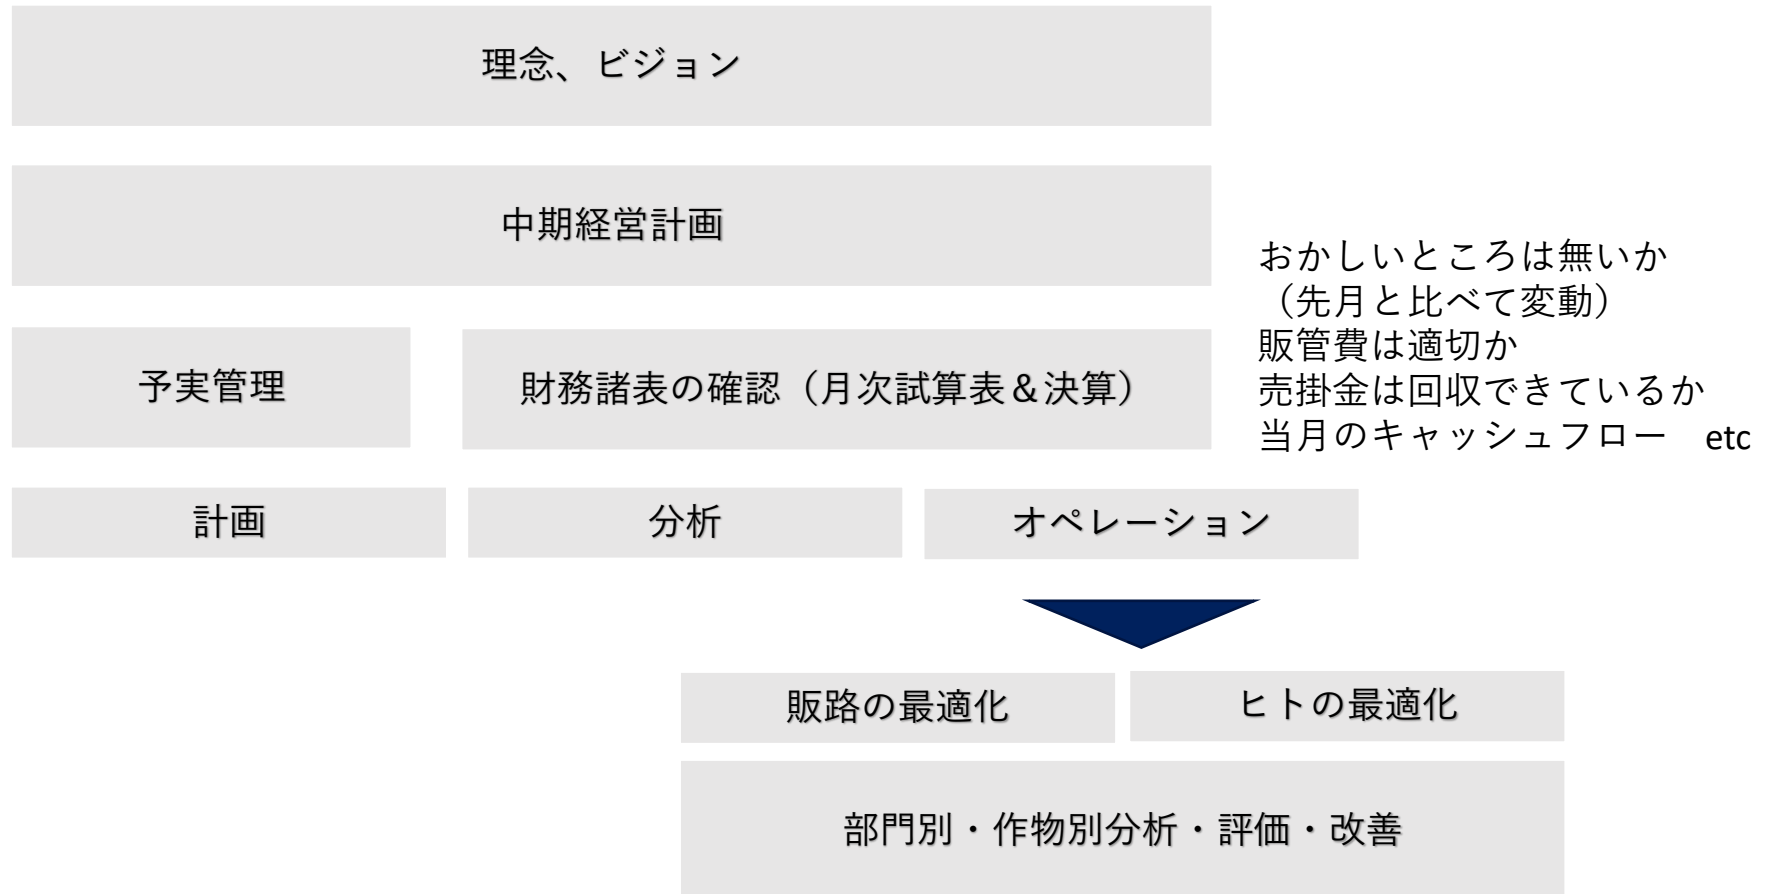 理念、ビジョン
中期経営計画
予実管理
財務諸表の確認（月次試算表＆決算）
おかしいところは無いか
（先月と比べて変動）
販管費は適切か
売掛金は回収できているか
当月のキャッシュフロー　etc
計画
分析
オペレーション
販路の最適化
ヒトの最適化
部門別・作物別分析・評価・改善